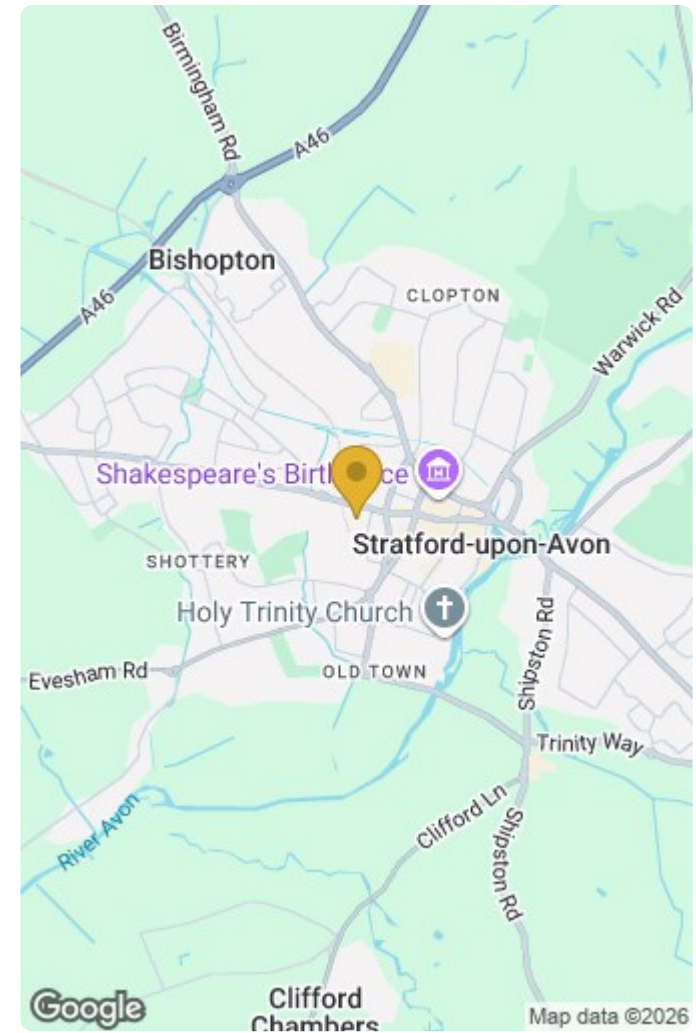 Birmingham Rd
A46
Bishopton
CLOPTON
A46
Warwick Rd
Shakespeare's Birth
ce
Stratford-upon-Avon
SHOTTERY
Holy Trinity Church
Shipston Rd
Evesham Rd
OLD TOWN
Trinity Way
Clifford Ln
River Avon
Shipston Rd
Clifford
Chambers
Google
Map data ©2026